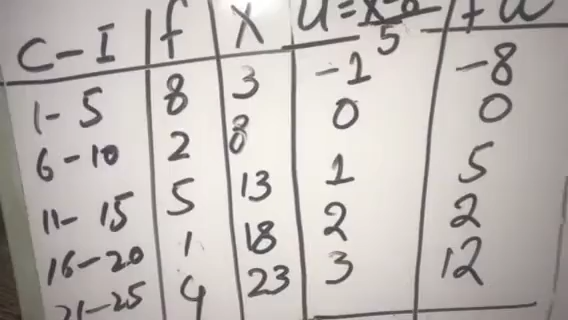 C-I f x u = x-8 fu
5
1-5 8 3 -1 -8
6-10 2 8 0 0
11-15 5 13 1 5
16-20 1 18 2 2
21-25 4 23 3 12